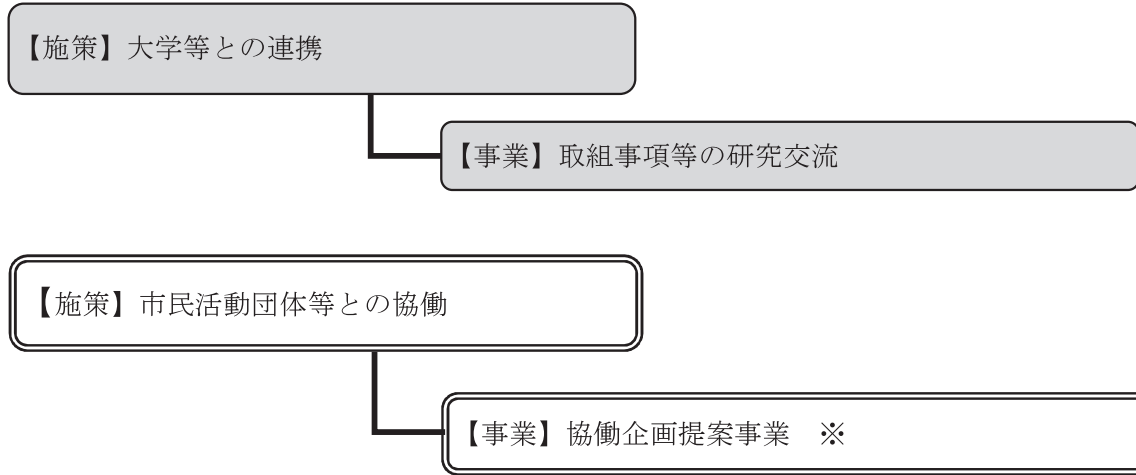 【施策】大学等との連携
【事業】取組事項等の研究交流
【施策】市民活動団体等との協働
【事業】協働企画提案事業　※